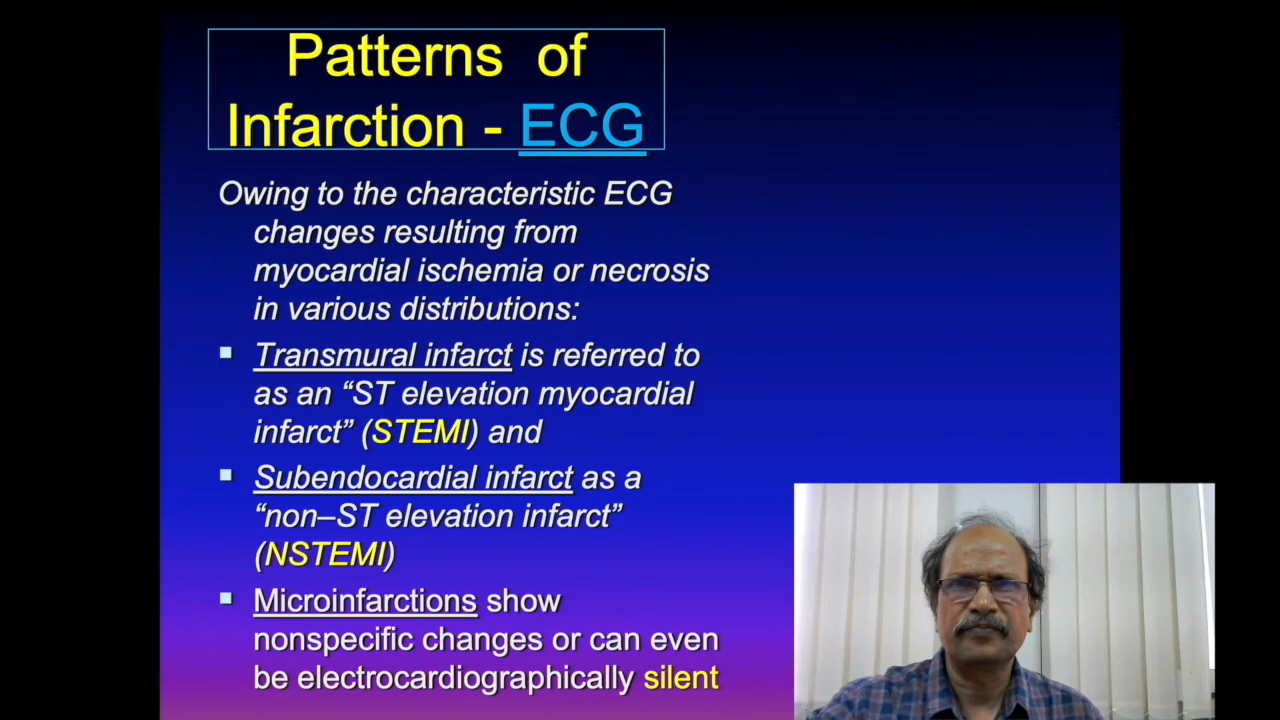 Patterns of
Infarction - ECG
Owing to the characteristic ECG
changes resulting from
myocardial ischemia or necrosis
in various distributions:
▪ Transmural infarct is referred to
as an “ST elevation myocardial
infarct” (STEMI) and
▪ Subendocardial infarct as a
“non–ST elevation infarct”
(NSTEMI)
▪ Microinfarctions show
nonspecific changes or can even
be electrocardiographically silent